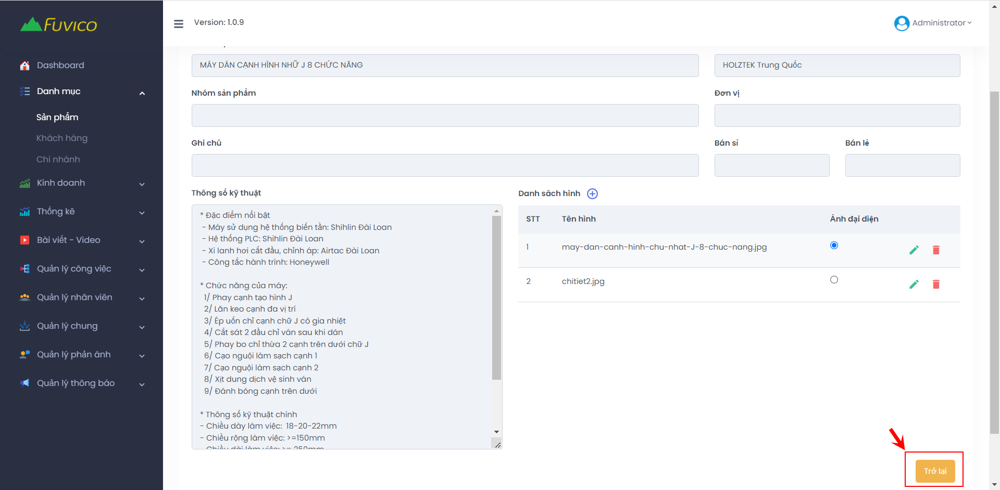 FUVICO
Version: 1.0.9
Administrator
Dashboard
Danh mục
Sản phẩm
Khách hàng
Chi nhánh
Kinh doanh
Thống kê
Bài viết - Video
Quản lý công việc
Quản lý nhân viên
Quản lý chung
Quản lý phản ánh
Quản lý thông báo
MÁY DÁN CẠNH HÌNH NHỮ J 8 CHỨC NĂNG
HOLZTEK Trung Quốc
Nhóm sản phẩm
Đơn vị
Ghi chú
Bán sỉ
Bán lẻ
Thông số kỹ thuật
* Đặc điểm nổi bật
- Máy sử dụng hệ thống biến tần: Shihlin Đài Loan
- Hệ thống PLC: Shihlin Đài Loan
- Xi lanh hơi cắt đầu, chỉnh áp: Airtac Đài Loan
- Công tắc hành trình: Honeywell
* Chức năng của máy:
1/ Phay cạnh tạo hình J
2/ Lăn keo cạnh đa vị trí
3/ Ép uốn chỉ cạnh chữ J có gia nhiệt
4/ Cắt sát 2 đầu chỉ ván sau khi dán
5/ Phay bo chỉ thừa 2 cạnh trên dưới chữ J
6/ Cạo nguội làm sạch cạnh 1
7/ Cạo nguội làm sạch cạnh 2
8/ Xịt dung dịch vệ sinh ván
9/ Đánh bóng cạnh trên dưới
* Thông số kỹ thuật chính
- Chiều dày làm việc: 18-20-22mm
- Chiều rộng làm việc: >=150mm
- Chiều dài làm việc: >= 250mm
Danh sách hình
STT Tên hình Ảnh đại diện
1 may-dan-canh-hinh-chu-nhat-J-8-chuc-nang.jpg
2 chitiet2.jpg
Trở lại